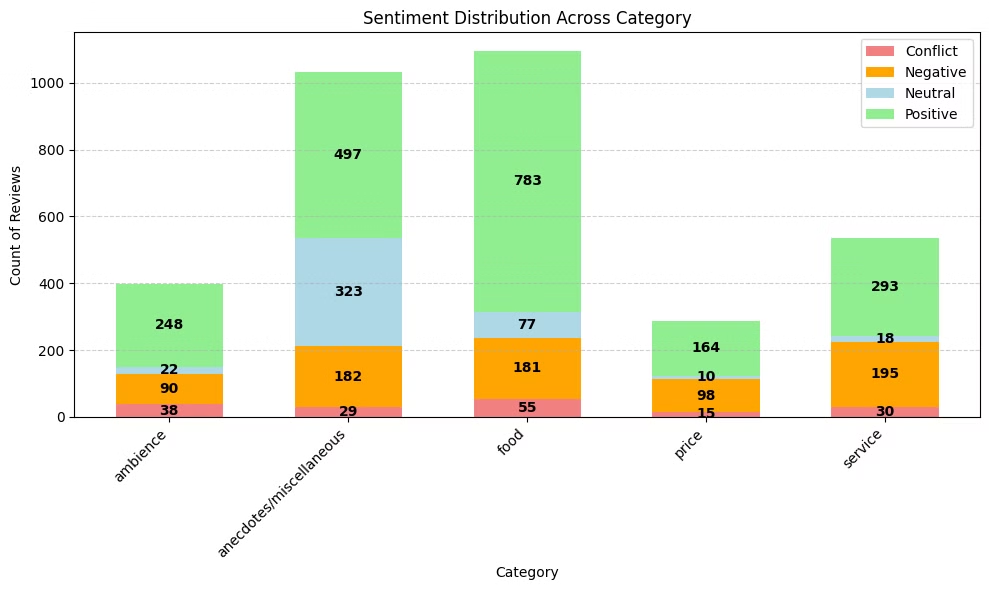 Sentiment Distribution Across Category
Count of Reviews
1000
800
600
400
200
0
Conflict
Negative
Neutral
Positive
248
22
90
38
497
323
182
29
783
77
181
55
164
10
98
15
293
18
195
30
ambience
anecdotes/miscellaneous
food
price
service
Category